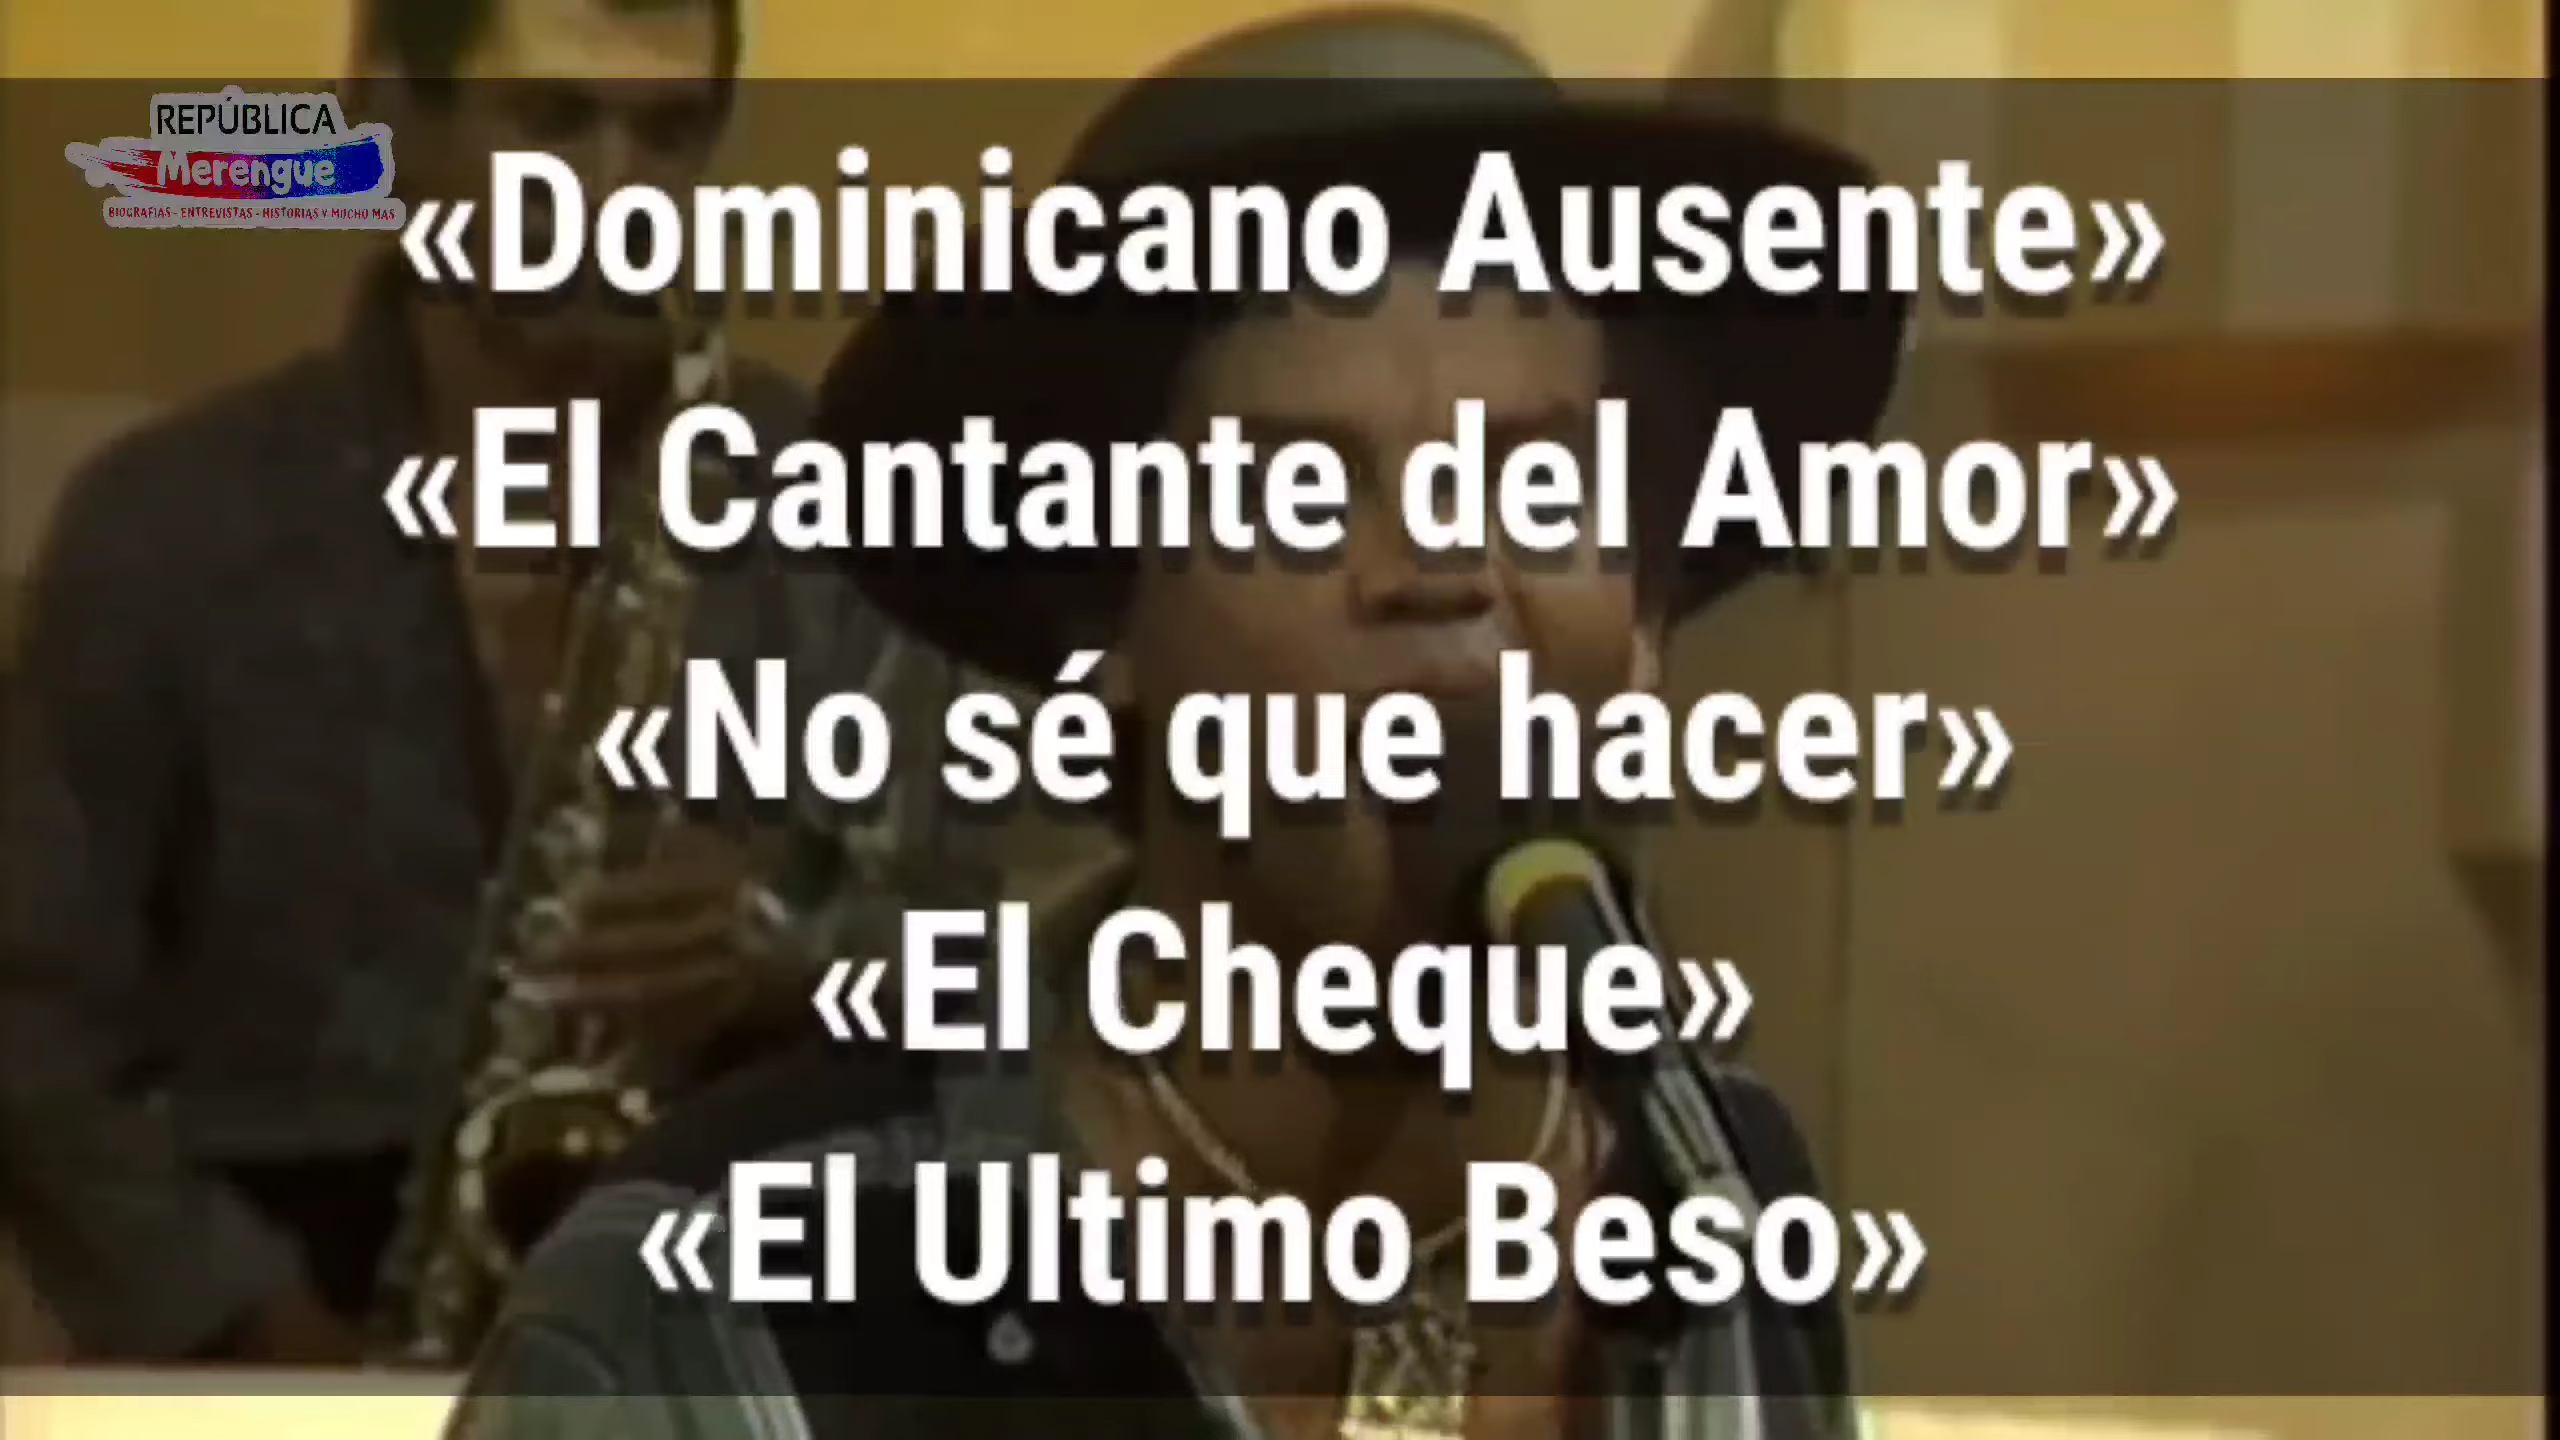 REPÚBLICA
Merengue
BIOGRAFIAS - ENTREVISTAS - HISTORIAS Y MUCHO MAS
«Dominicano Ausente»
«El Cantante del Amor»
«No sé que hacer»
«El Cheque»
«El Ultimo Beso»